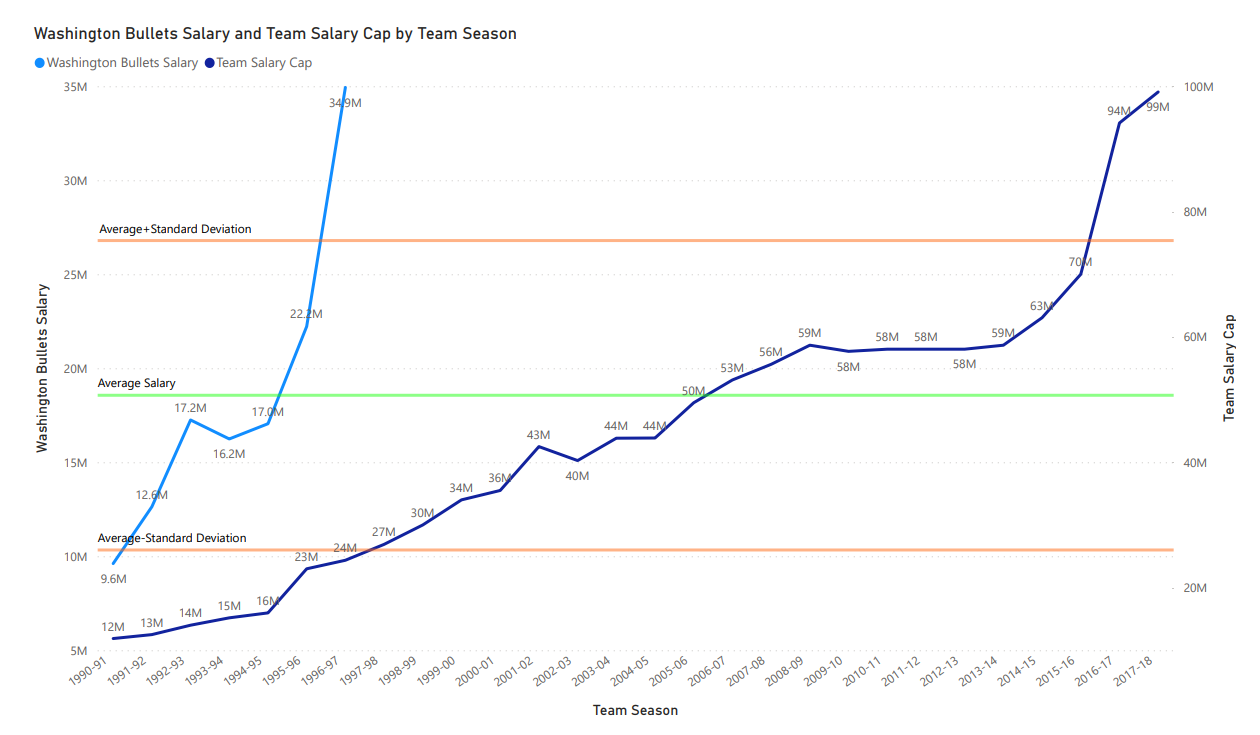 Washington Bullets Salary and Team Salary Cap by Team Season
Washington Bullets Salary Team Salary Cap
35M
30M
25M
20M
15M
10M
5M
Washington Bullets Salary
100M
80M
60M
40M
20M
Team Salary Cap
Average+Standard Deviation
Average Salary
Average-Standard Deviation
9.6M
12.6M
17.2M
16.2M
17.0M
22.2M
34.9M
12M
13M
14M
15M
16M
23M
24M
27M
30M
34M
36M
43M
40M
44M
44M
50M
53M
56M
59M
58M
58M
58M
58M
59M
63M
70M
94M
99M
1990-91
1991-92
1992-93
1993-94
1994-95
1995-96
1996-97
1997-98
1998-99
1999-00
2000-01
2001-02
2002-03
2003-04
2004-05
2005-06
2006-07
2007-08
2008-09
2009-10
2010-11
2011-12
2012-13
2013-14
2014-15
2015-16
2016-17
2017-18
Team Season